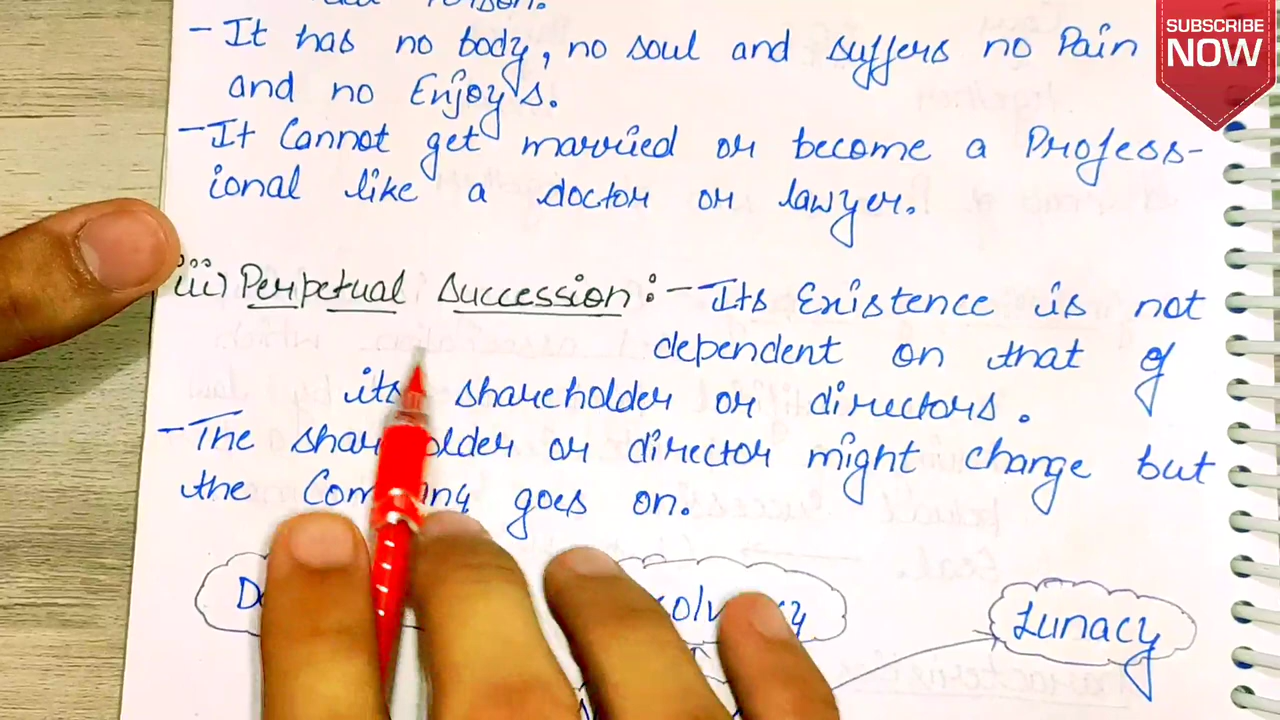 - It has no body, no soul and suffers no Pain
and no Enjoy's.
- It Cannot get married or become a Profess-
ional like a doctor or lawyer.
iii) Perpetual Succession :- Its Existence is not
dependent on that of
its shareholder or directors.
- The shareholder or director might change but
the Company goes on.
Lunacy
SUBSCRIBE
NOW